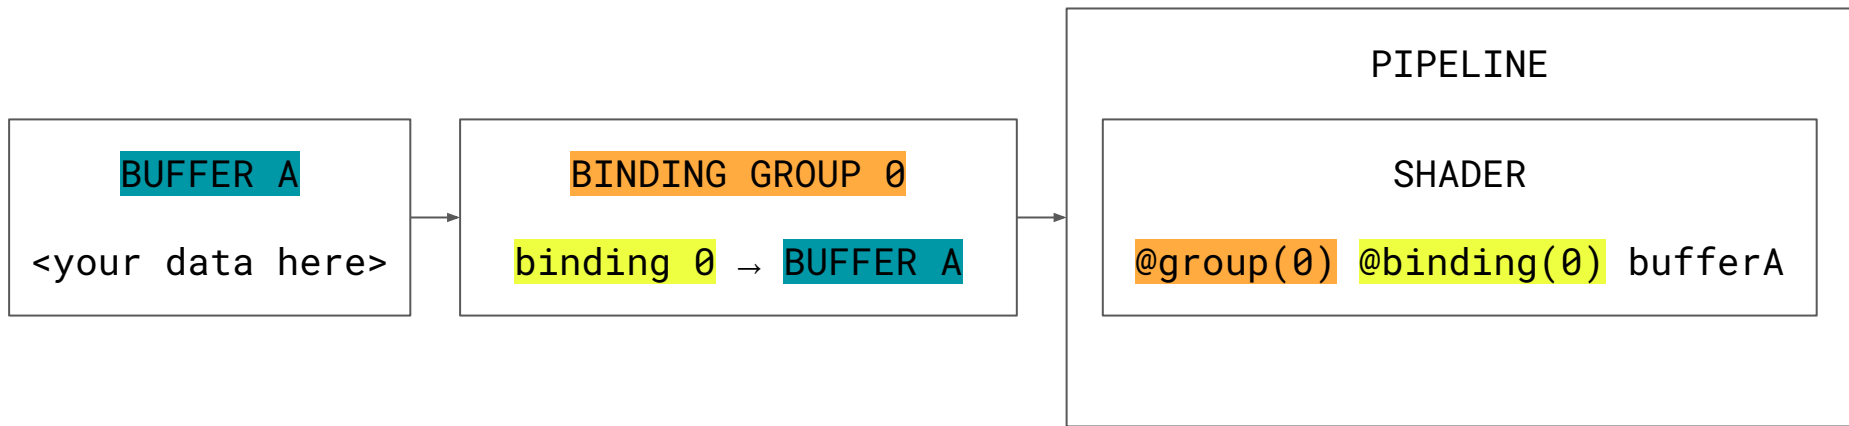 BUFFER A
<your data here>
BINDING GROUP 0
binding 0 → BUFFER A
PIPELINE
SHADER
@group(0) @binding(0) bufferA